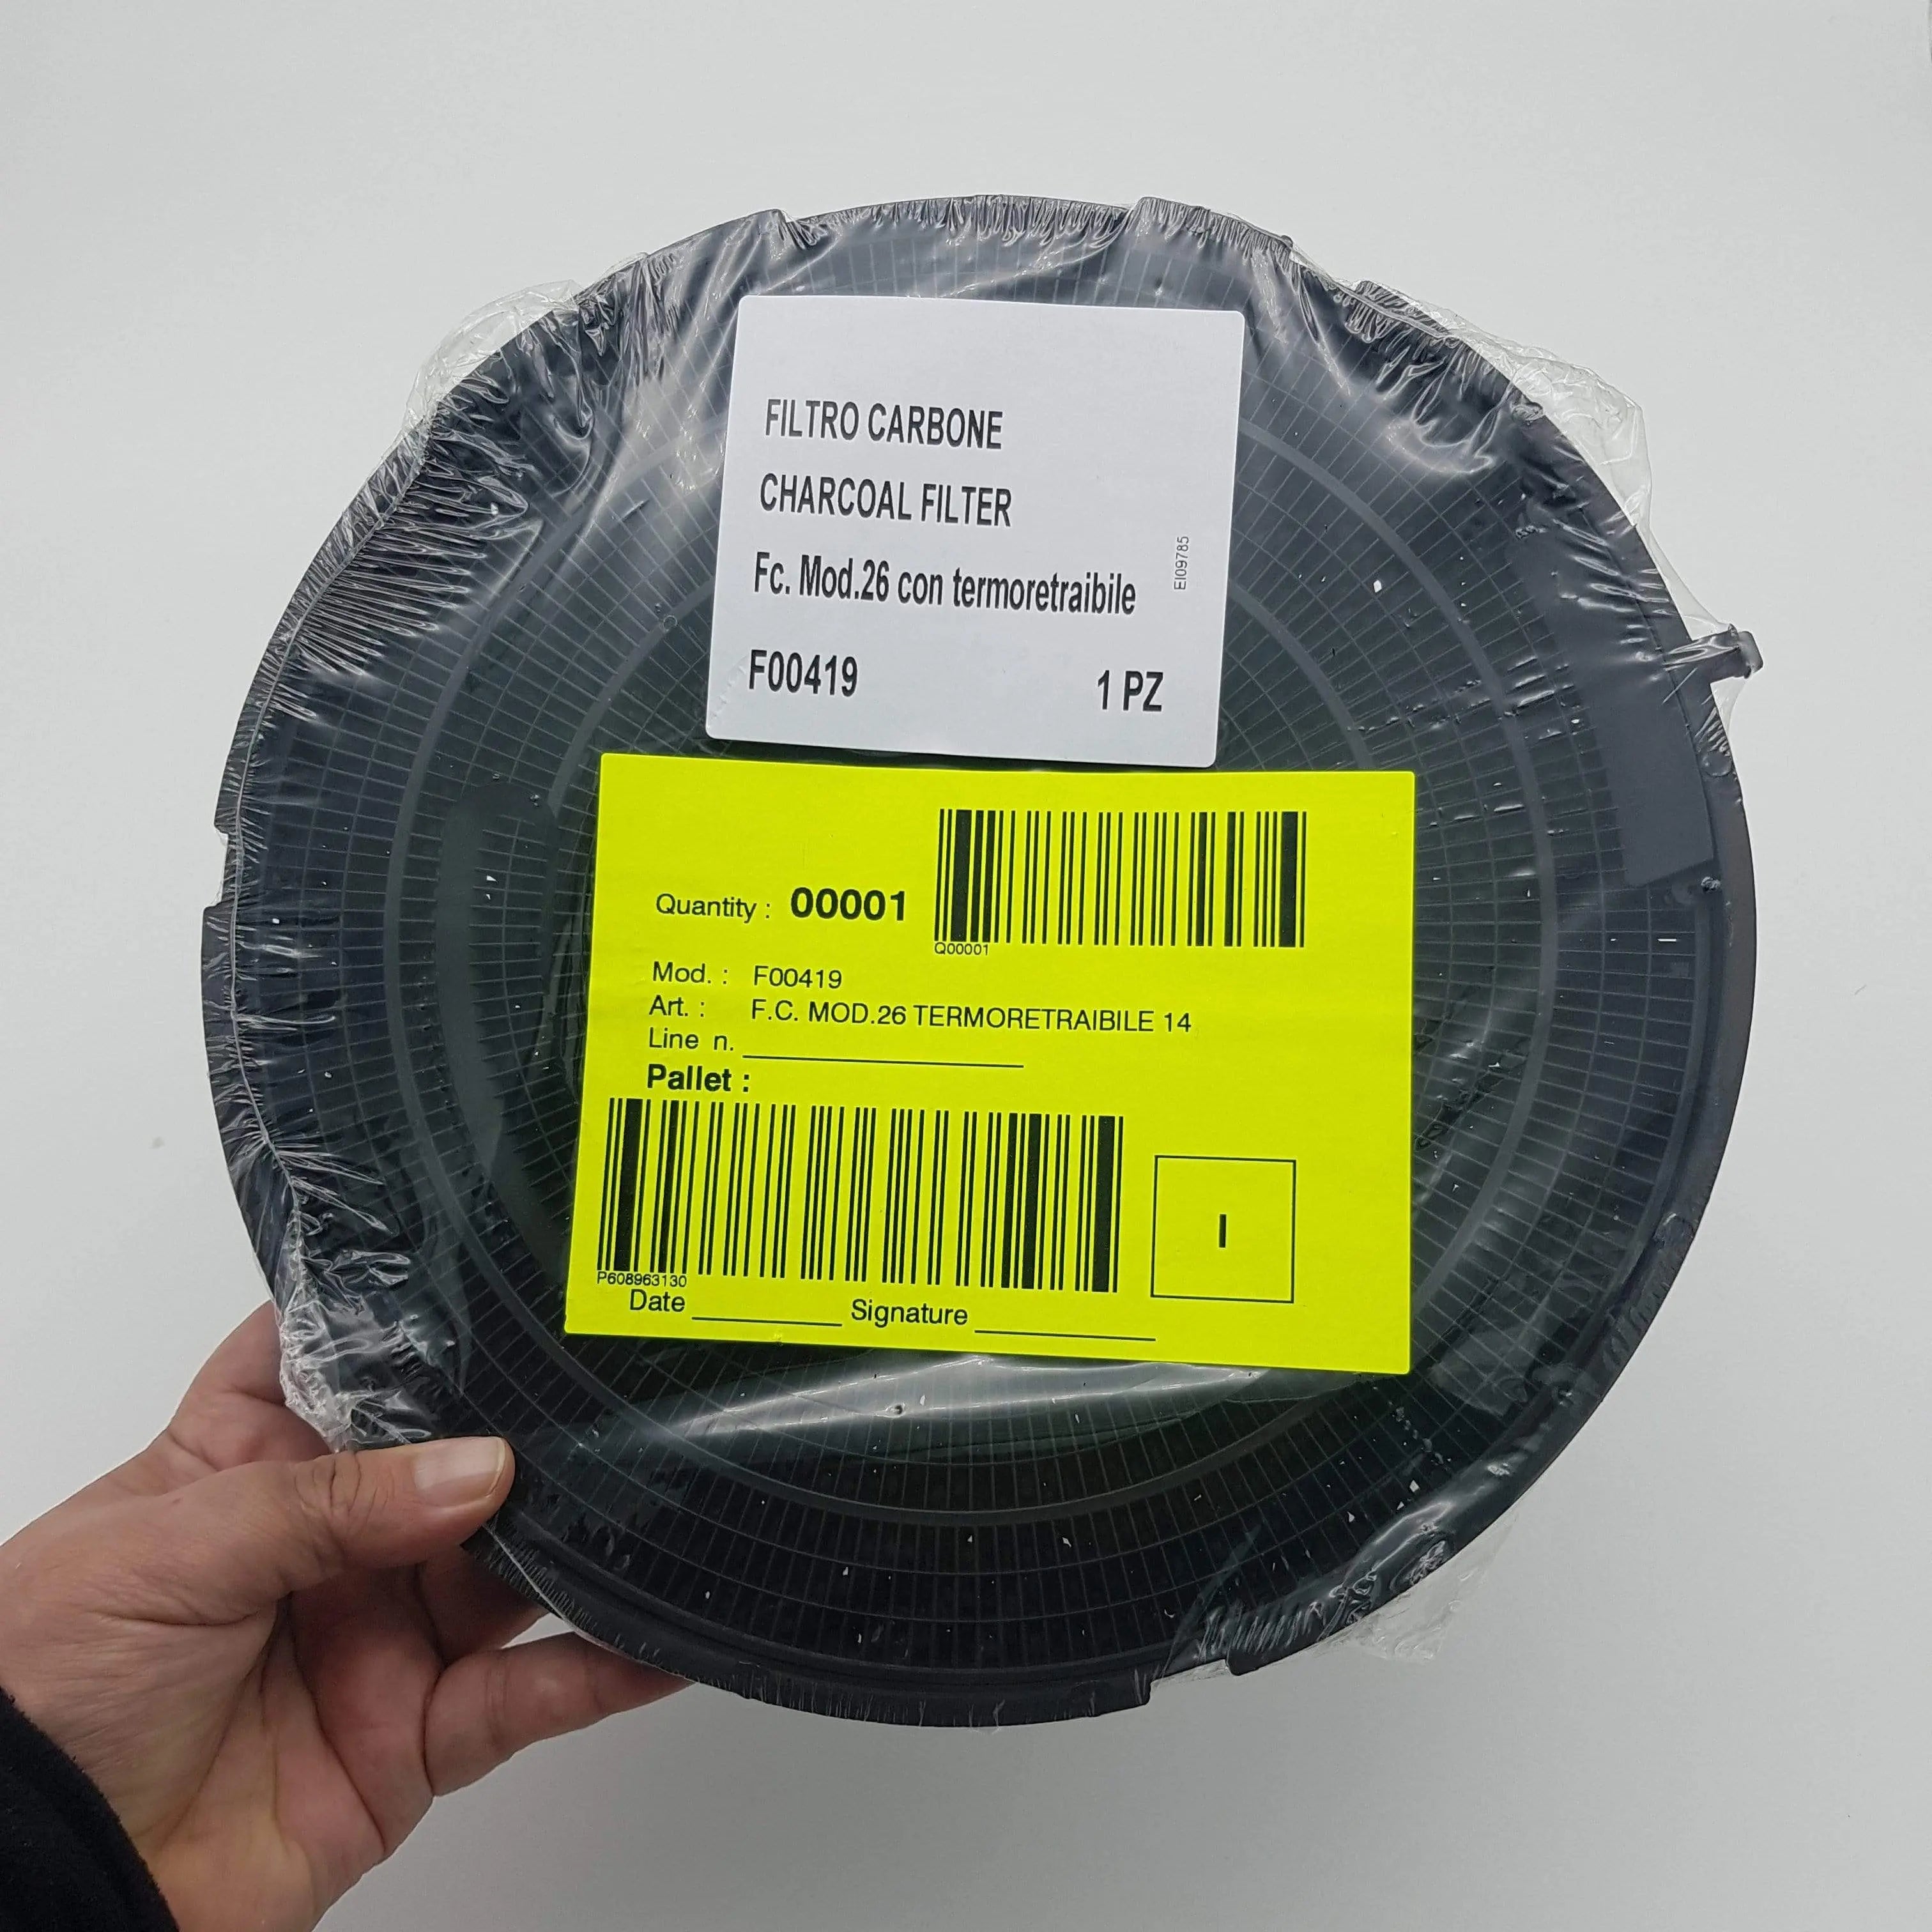 FILTRO CARBONE
CHARCOAL FILTER
Fc. Mod.26 con termoretraibile
EI09785
F00419 1 PZ
Quantity : 00001
Q00001
Mod. : F00419
Art. : F.C. MOD.26 TERMORETRAIBILE 14
Line n.
Pallet :
I
P608963130
Date Signature